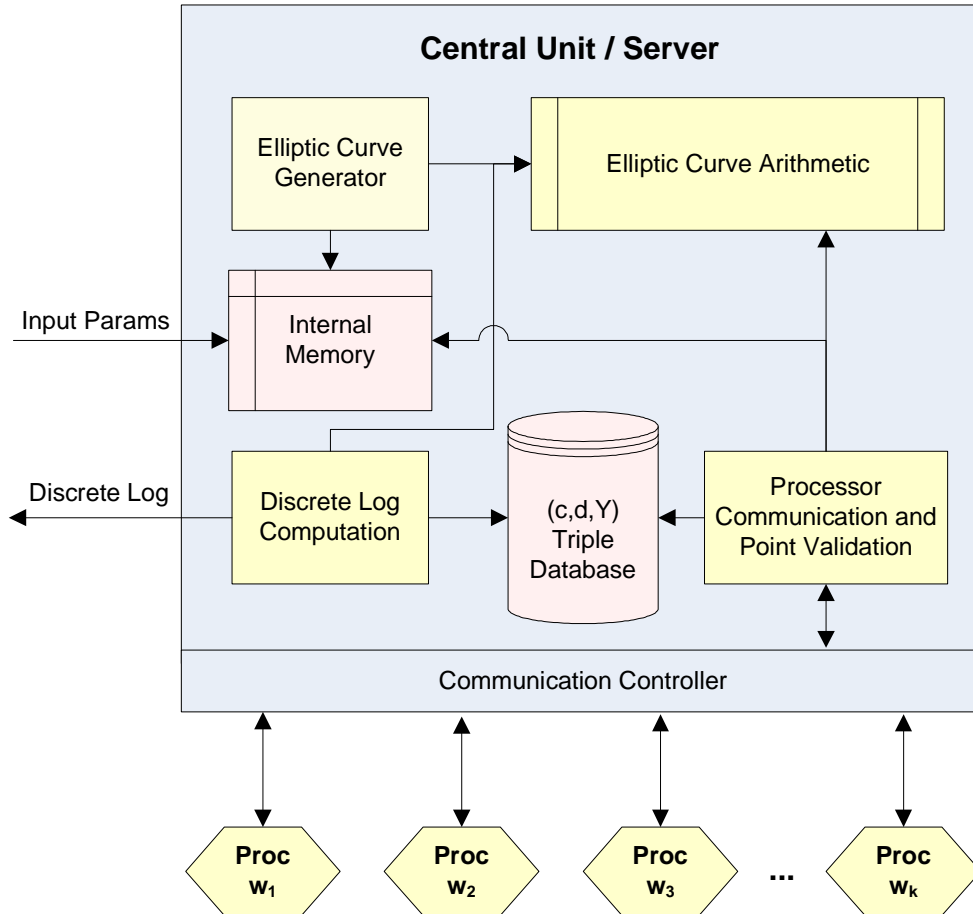 Central Unit / Server
Elliptic Curve
Generator
Elliptic Curve Arithmetic
Input Params
Internal
Memory
Discrete Log
Discrete Log
Computation
(c,d,Y)
Triple
Database
Processor
Communication and
Point Validation
Communication Controller
Proc
w₁
Proc
w₂
Proc
w₃
...
Proc
wₖ